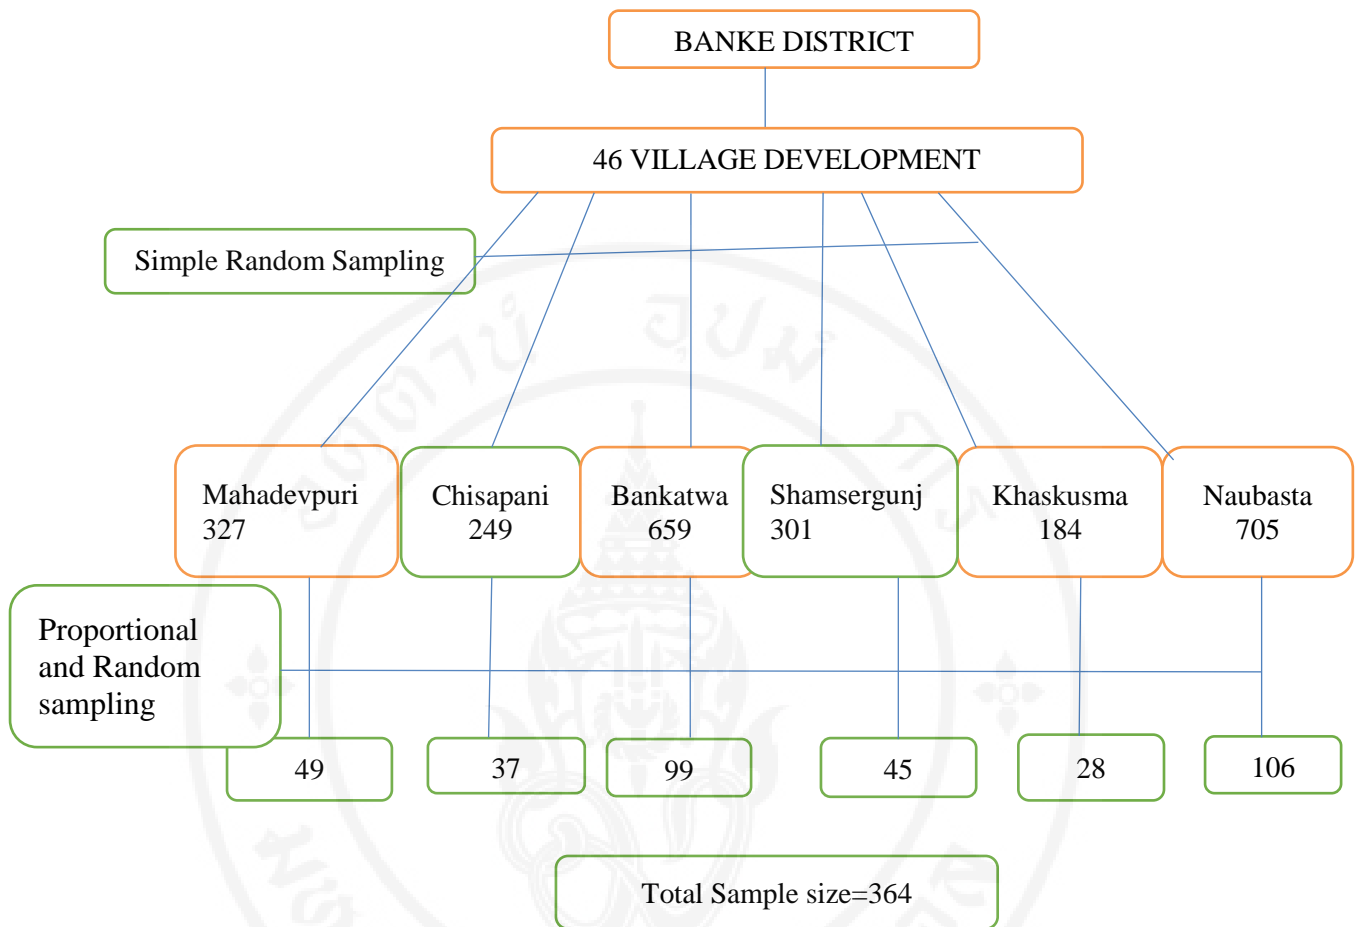 BANKE DISTRICT
46 VILLAGE DEVELOPMENT
Simple Random Sampling
Mahadevpuri
327
Chisapani
249
Bankatwa
659
Shamsergunj
301
Khaskusma
184
Naubasta
705
Proportional
and Random
sampling
49
37
99
45
28
106
Total Sample size=364